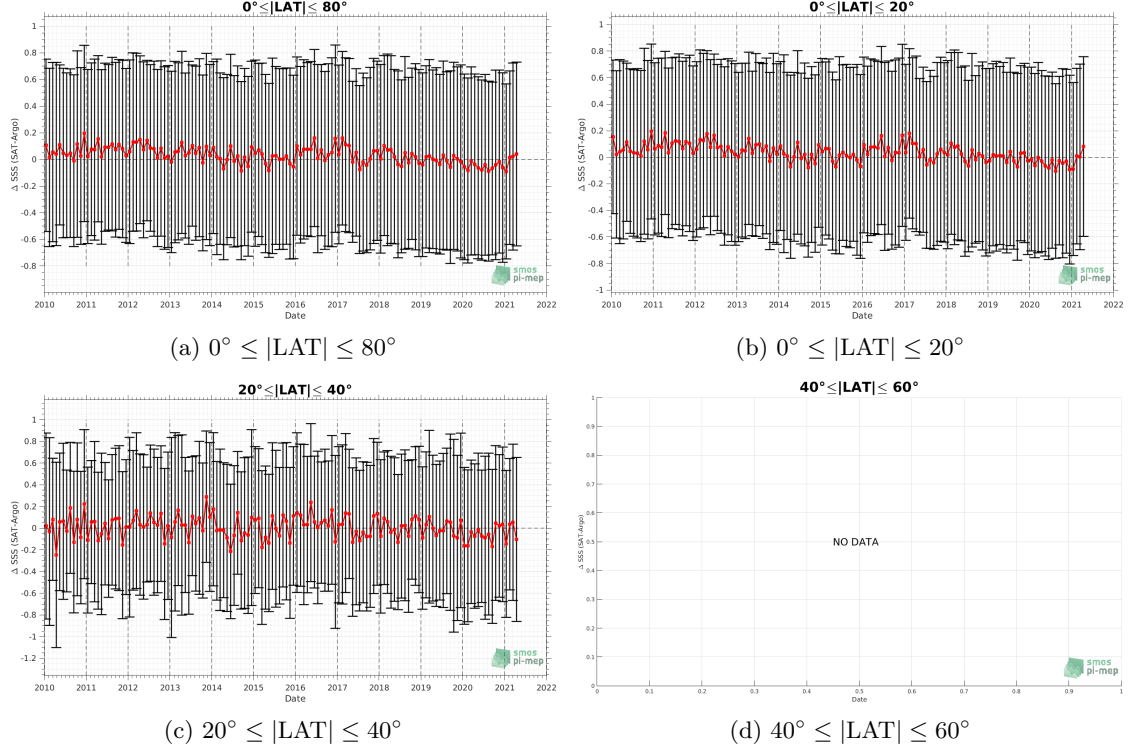 0°≤|LAT|≤ 80°
Δ SSS (SAT-Argo)
1
0.8
0.6
0.4
0.2
0
-0.2
-0.4
-0.6
-0.8
2010 2011 2012 2013 2014 2015 2016 2017 2018 2019 2020 2021 2022
Date
smos
pi-mep
(a) 0° ≤ |LAT| ≤ 80°
0°≤|LAT|≤ 20°
Δ SSS (SAT-Argo)
1
0.8
0.6
0.4
0.2
0
-0.2
-0.4
-0.6
-0.8
-1
2010 2011 2012 2013 2014 2015 2016 2017 2018 2019 2020 2021 2022
Date
smos
pi-mep
(b) 0° ≤ |LAT| ≤ 20°
20°≤|LAT|≤ 40°
Δ SSS (SAT-Argo)
1
0.8
0.6
0.4
0.2
0
-0.2
-0.4
-0.6
-0.8
-1
-1.2
2010 2011 2012 2013 2014 2015 2016 2017 2018 2019 2020 2021 2022
Date
smos
pi-mep
(c) 20° ≤ |LAT| ≤ 40°
40°≤|LAT|≤ 60°
Δ SSS (SAT-Argo)
1
0.9
0.8
0.7
0.6
0.5
0.4
0.3
0.2
0.1
0
NO DATA
0 0.1 0.2 0.3 0.4 0.5 0.6 0.7 0.8 0.9 1
Date
smos
pi-mep
(d) 40° ≤ |LAT| ≤ 60°